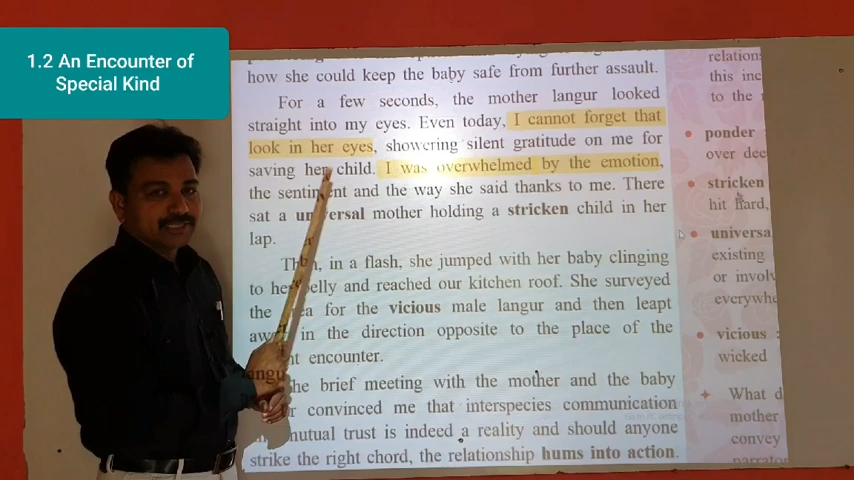 1.2 An Encounter of
Special Kind
how she could keep the baby safe from further assault.
For a few seconds, the mother langur looked
straight into my eyes. Even today, I cannot forget that
look in her eyes, showering silent gratitude on me for
saving her child. I was overwhelmed by the emotion,
the sentiment and the way she said thanks to me. There
sat a universal mother holding a stricken child in her
lap.
Then, in a flash, she jumped with her baby clinging
to her belly and reached our kitchen roof. She surveyed
the area for the vicious male langur and then leapt
away in the direction opposite to the place of the
encounter.
the brief meeting with the mother and the baby
convinced me that interspecies communication
mutual trust is indeed a reality and should anyone
strike the right chord, the relationship hums into action.
relation
this inc
to the
ponder
over dee
stricken
hit hard,
universa
existing
or invol
everywhe
vicious :
wicked
What d
mother
convey
narrato